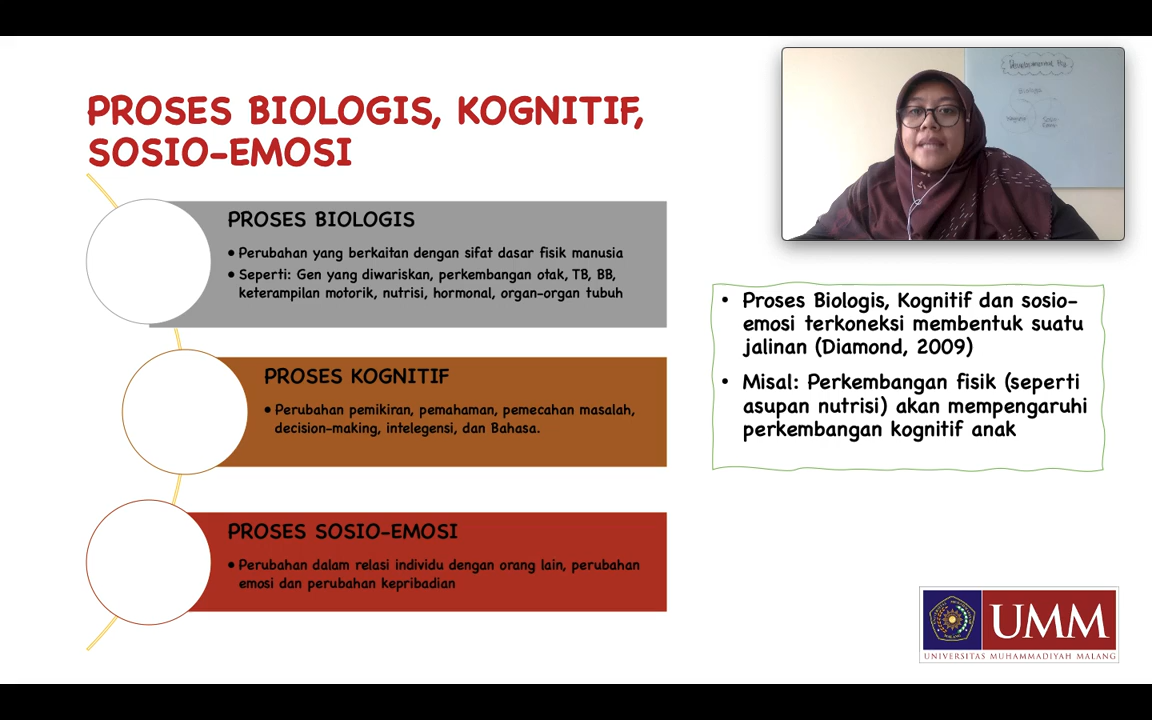 PROSES BIOLOGIS, KOGNITIF,
SOSIO-EMOSI
PROSES BIOLOGIS
• Perubahan yang berkaitan dengan sifat dasar fisik manusia
• Seperti: Gen yang diwariskan, perkembangan otak, TB, BB,
keterampilan motorik, nutrisi, hormonal, organ-organ tubuh
PROSES KOGNITIF
• Perubahan pemikiran, pemahaman, pemecahan masalah,
decision-making, intelegensi, dan Bahasa.
PROSES SOSIO-EMOSI
• Perubahan dalam relasi individu dengan orang lain, perubahan
emosi dan perubahan kepribadian
• Proses Biologis, Kognitif dan sosio-
emosi terkoneksi membentuk suatu
jalinan (Diamond, 2009)
• Misal: Perkembangan fisik (seperti
asupan nutrisi) akan mempengaruhi
perkembangan kognitif anak
UMM
UNIVERSITAS MUHAMMADIYAH MALANG